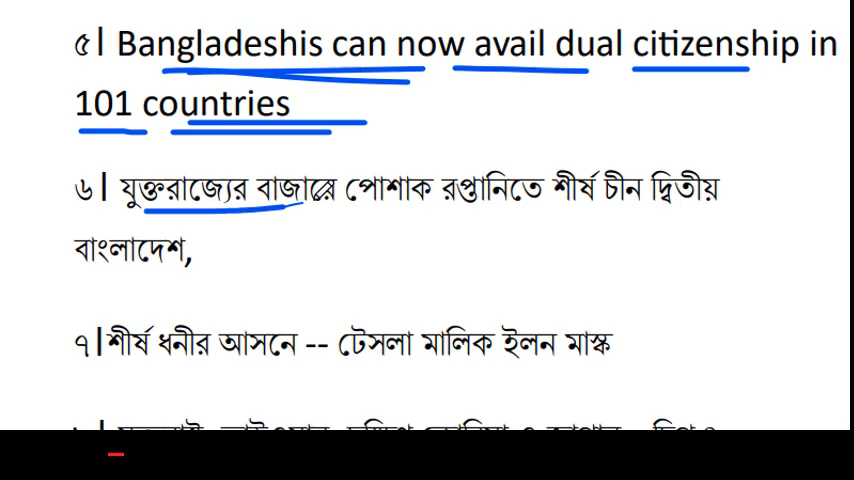 ৫। Bangladeshis can now avail dual citizenship in
101 countries
৬। যুক্তরাজ্যের বাজারে পোশাক রপ্তানিতে শীর্ষ চীন দ্বিতীয়
বাংলাদেশ,
৭।শীর্ষ ধনীর আসনে -- টেসলা মালিক ইলন মাস্ক